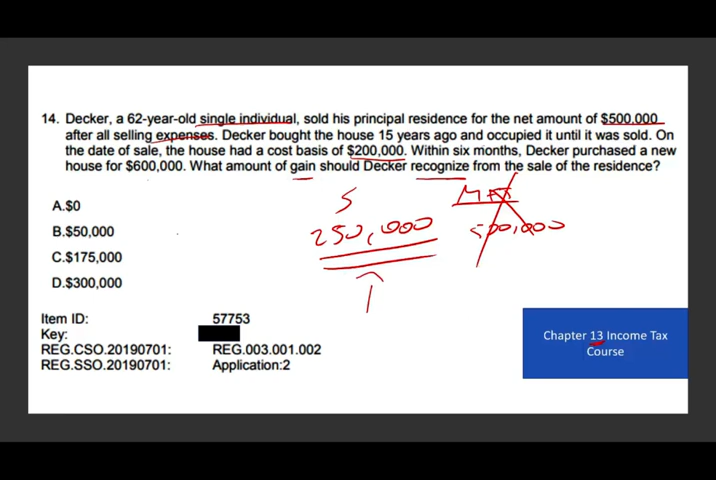 14. Decker, a 62-year-old single individual, sold his principal residence for the net amount of $500,000
after all selling expenses. Decker bought the house 15 years ago and occupied it until it was sold. On
the date of sale, the house had a cost basis of $200,000. Within six months, Decker purchased a new
house for $600,000. What amount of gain should Decker recognize from the sale of the residence?
A.$0
B.$50,000
C.$175,000
D.$300,000
S
250,000
500,000
Item ID: 57753
Key:
REG.CSO.20190701: REG.003.001.002
REG.SSO.20190701: Application:2
Chapter 13 Income Tax
Course